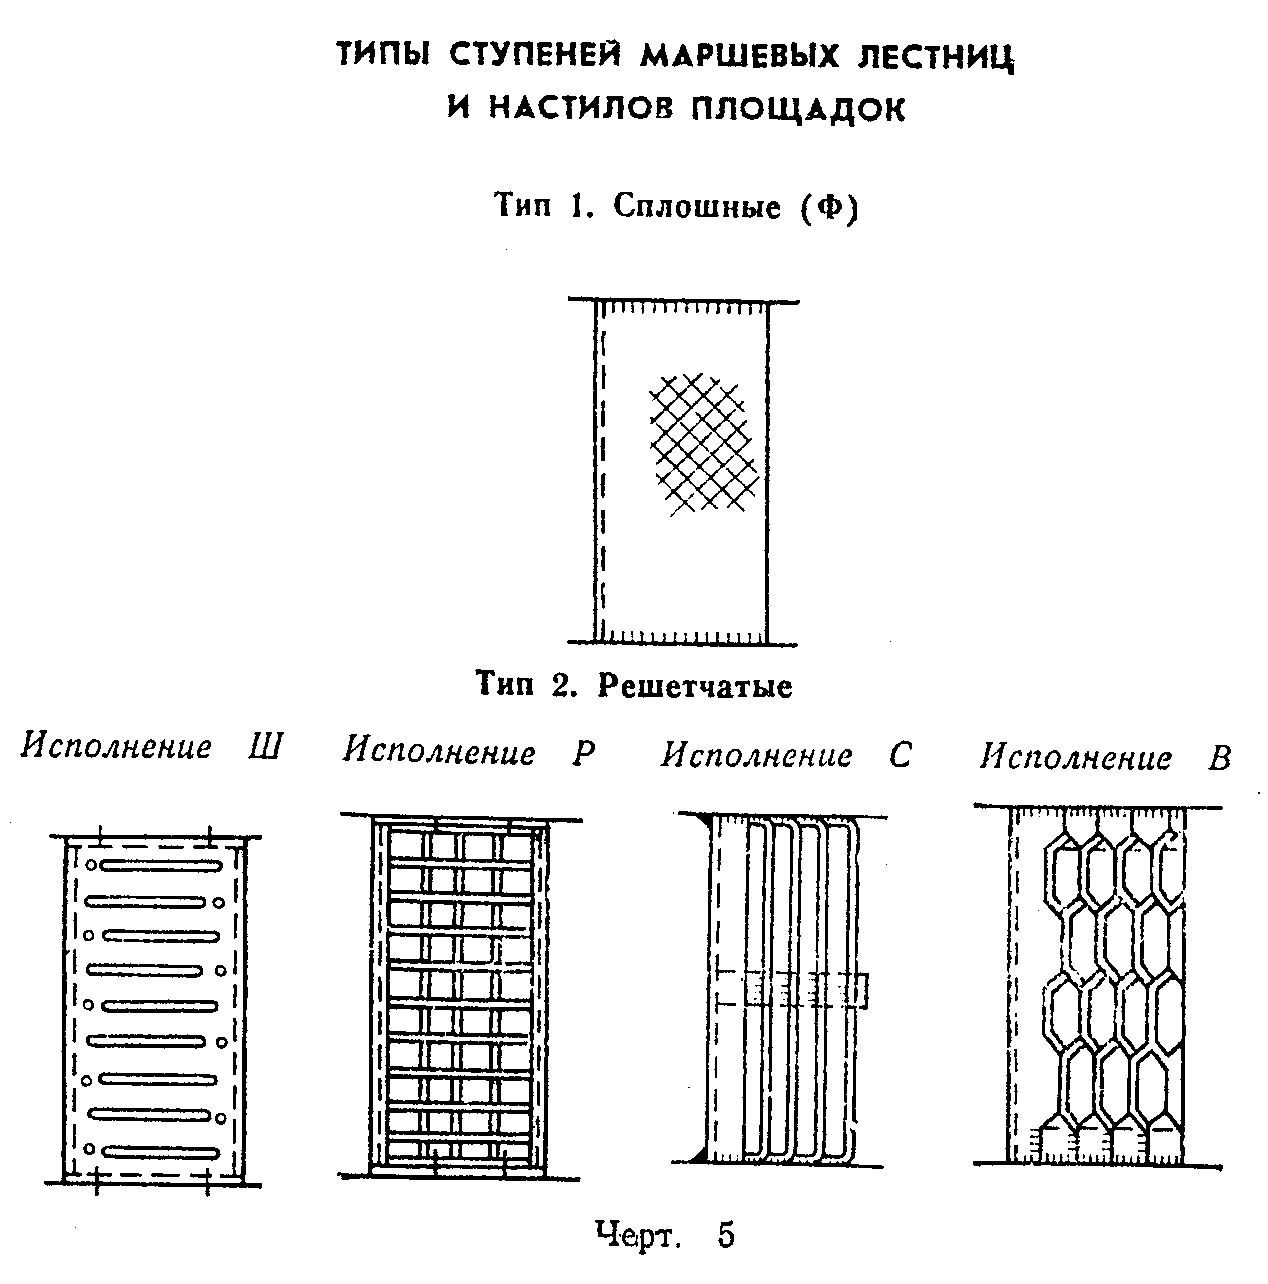 ТИПЫ СТУПЕНЕЙ МАРШЕВЫХ ЛЕСТНИЦ
И НАСТИЛОВ ПЛОЩАДОК
Тип 1. Сплошные (Ф)
Тип 2. Решетчатые
Исполнение Ш
Исполнение Р
Исполнение С
Исполнение В
Черт. 5